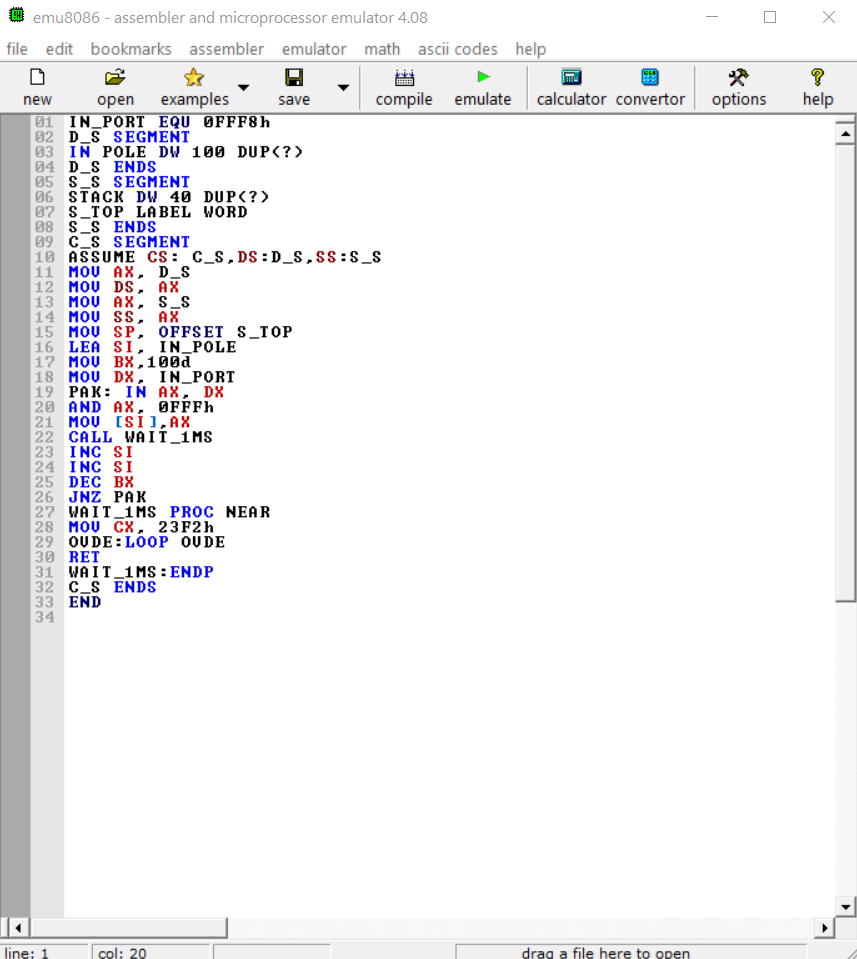 emu8086 - assembler and microprocessor emulator 4.08
file edit bookmarks assembler emulator math ascii codes help
new open examples save compile emulate calculator convertor options help
01 IN_PORT EQU 0FFF8h
02 D_S SEGMENT
03 IN POLE DW 100 DUP(?)
04 D_S ENDS
05 S_S SEGMENT
06 STACK DW 40 DUP(?)
07 S_TOP LABEL WORD
08 S_S ENDS
09 C_S SEGMENT
10 ASSUME CS: C_S,DS:D_S,SS:S_S
11 MOV AX, D_S
12 MOV DS, AX
13 MOV AX, S_S
14 MOV SS, AX
15 MOV SP, OFFSET S_TOP
16 LEA SI, IN_POLE
17 MOV BX,100d
18 MOV DX, IN_PORT
19 PAK: IN AX, DX
20 AND AX, 0FFFh
21 MOV [SI],AX
22 CALL WAIT_1MS
23 INC SI
24 INC SI
25 DEC BX
26 JNZ PAK
27 WAIT_1MS PROC NEAR
28 MOV CX, 23F2h
29 OVDE:LOOP OVDE
30 RET
31 WAIT_1MS:ENDP
32 C_S ENDS
33 END
34
line: 1 col: 20 drag a file here to open